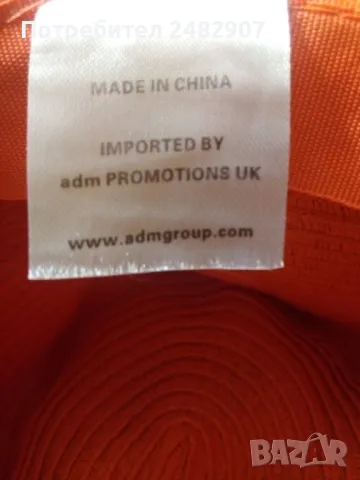 Потребител 2482907
MADE IN CHINA
IMPORTED BY
adm PROMOTIONS UK
www.admgroup.com
BAZAR